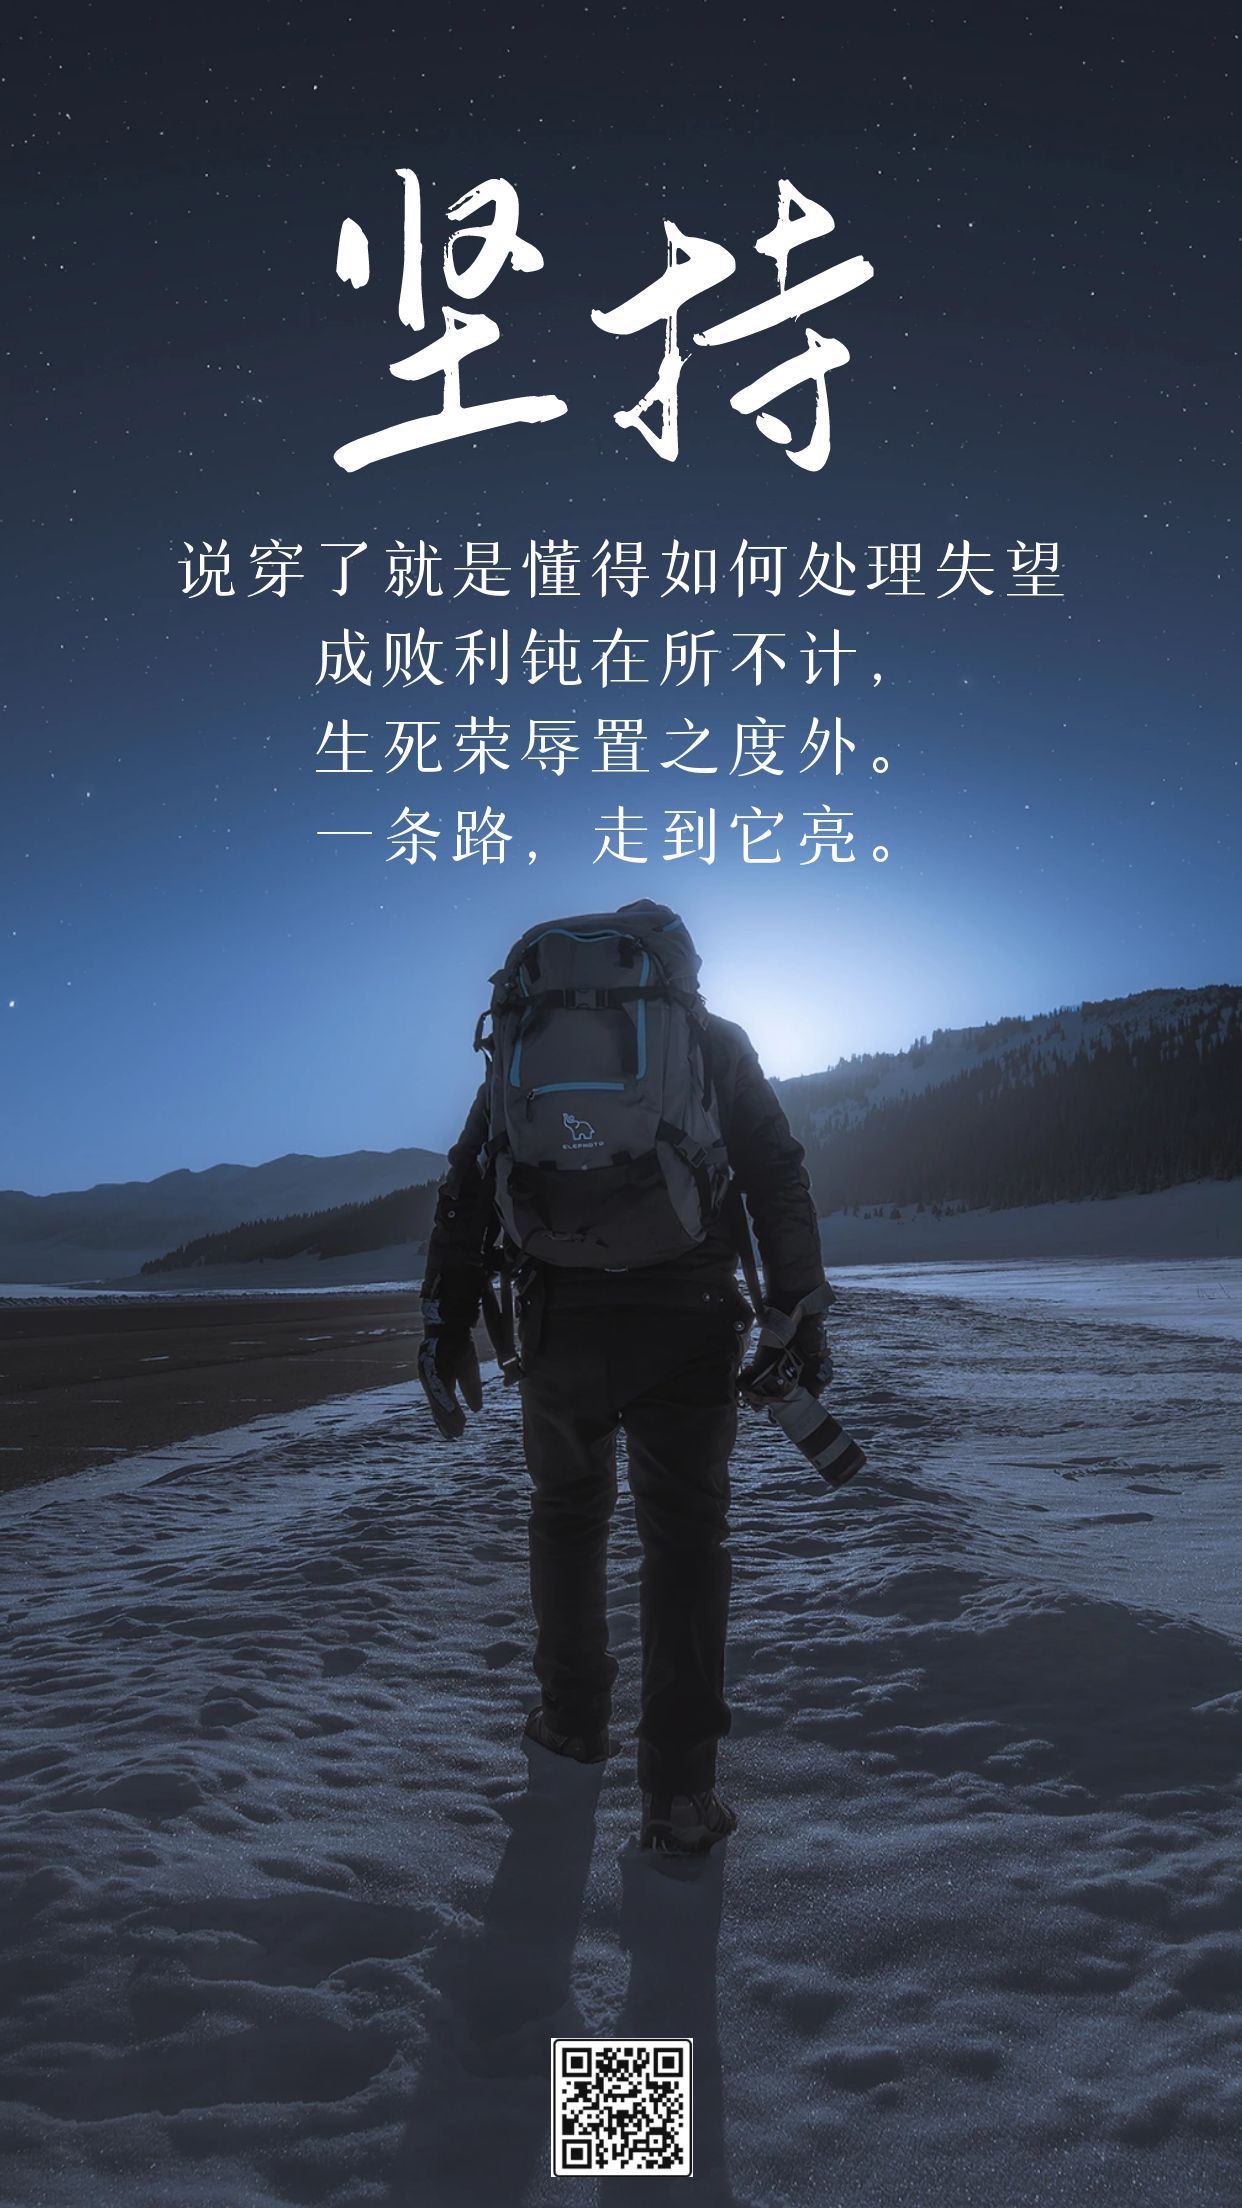 坚持
说穿了就是懂得如何处理失望
成败利钝在所不计，
生死荣辱置之度外。
一条路，走到它亮。
ELEPHOTO